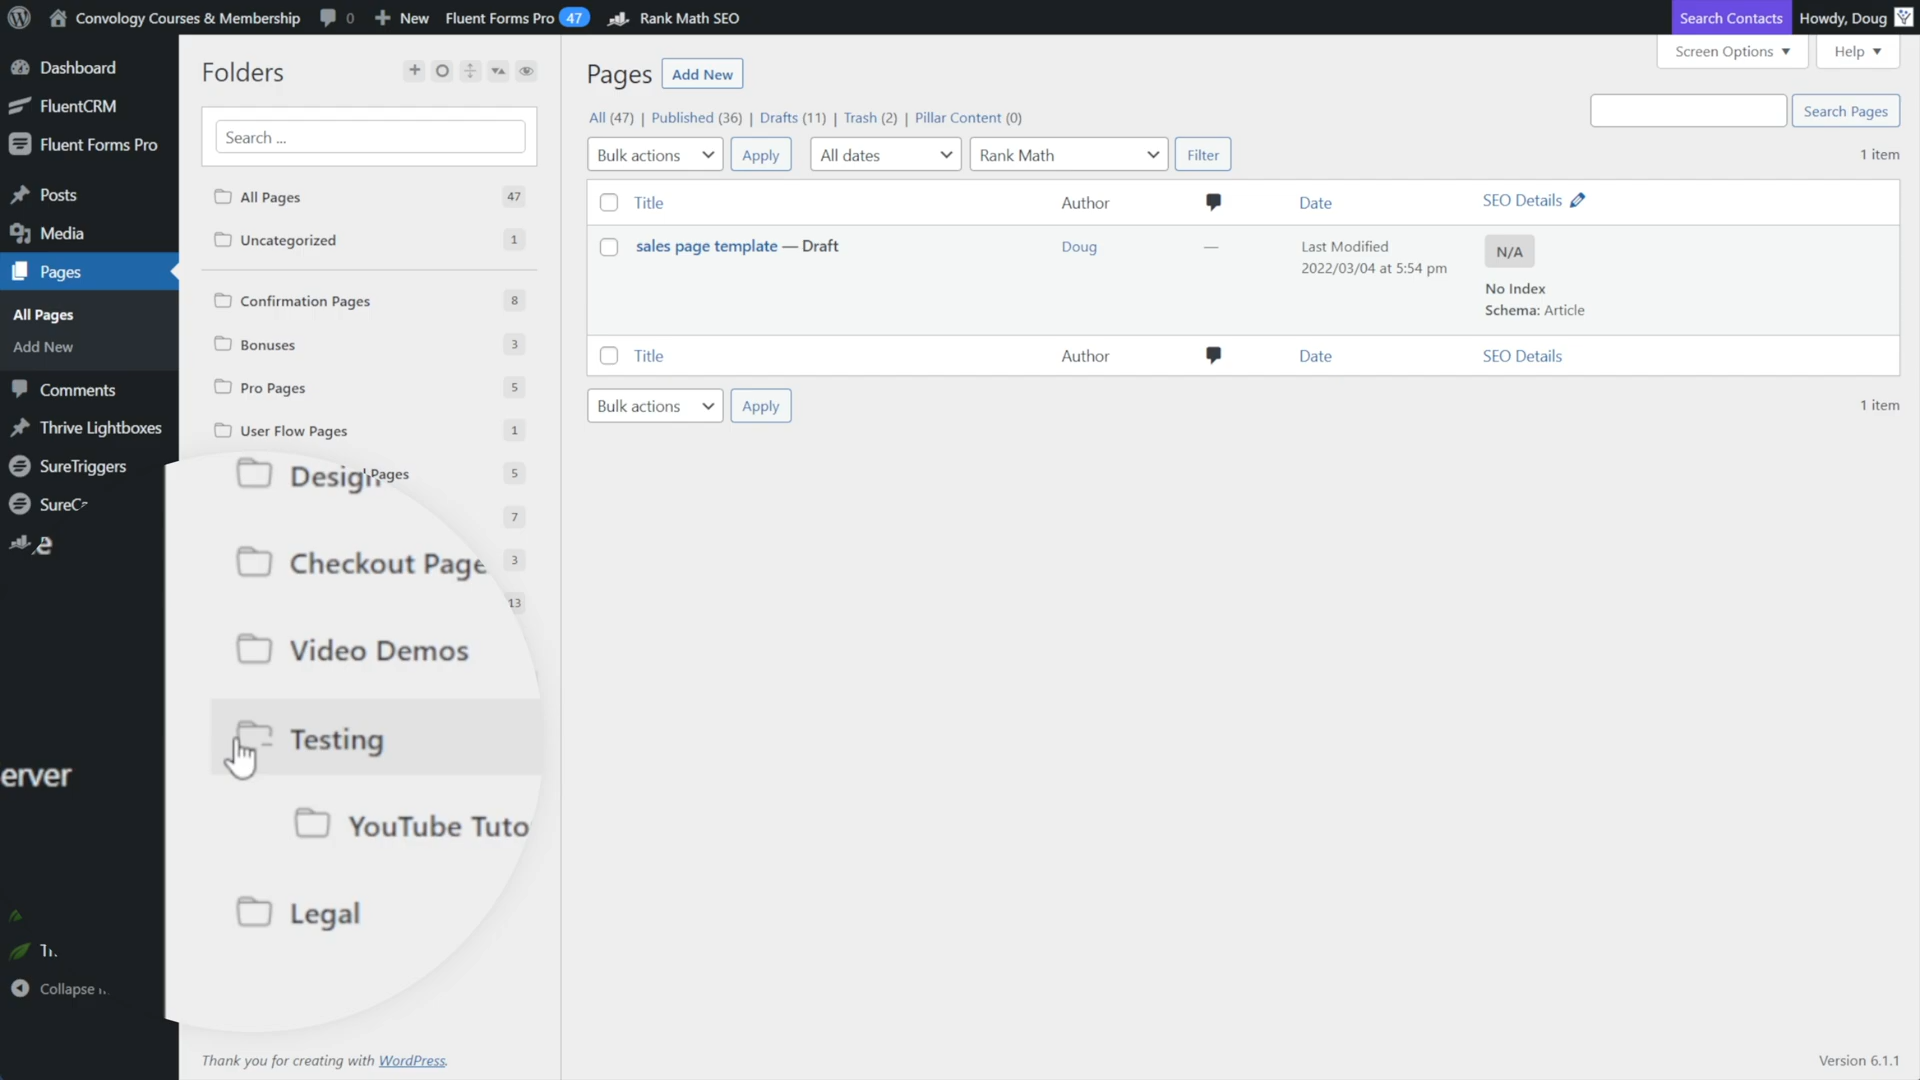 Convology Courses & Membership 0 New Fluent Forms Pro 47 Rank Math SEO Search Contacts Howdy, Doug
Dashboard
FluentCRM
Fluent Forms Pro
Posts
Media
Pages
All Pages
Add New
Comments
Thrive Lightboxes
SureTriggers
SureC
erver
Collapse
Folders
Search ...
All Pages 47
Uncategorized 1
Confirmation Pages 8
Bonuses 3
Pro Pages 5
User Flow Pages 1
Design Pages 5
7
Checkout Page 3
13
Video Demos
Testing
YouTube Tuto
Legal
Thank you for creating with WordPress.
Screen Options Help
Pages Add New
All (47) | Published (36) | Drafts (11) | Trash (2) | Pillar Content (0)
Search Pages
Bulk actions Apply All dates Rank Math Filter 1 item
Title Author Date SEO Details
sales page template — Draft Doug — Last Modified N/A
2022/03/04 at 5:54 pm
No Index
Schema: Article
Title Author Date SEO Details
Bulk actions Apply 1 item
Version 6.1.1